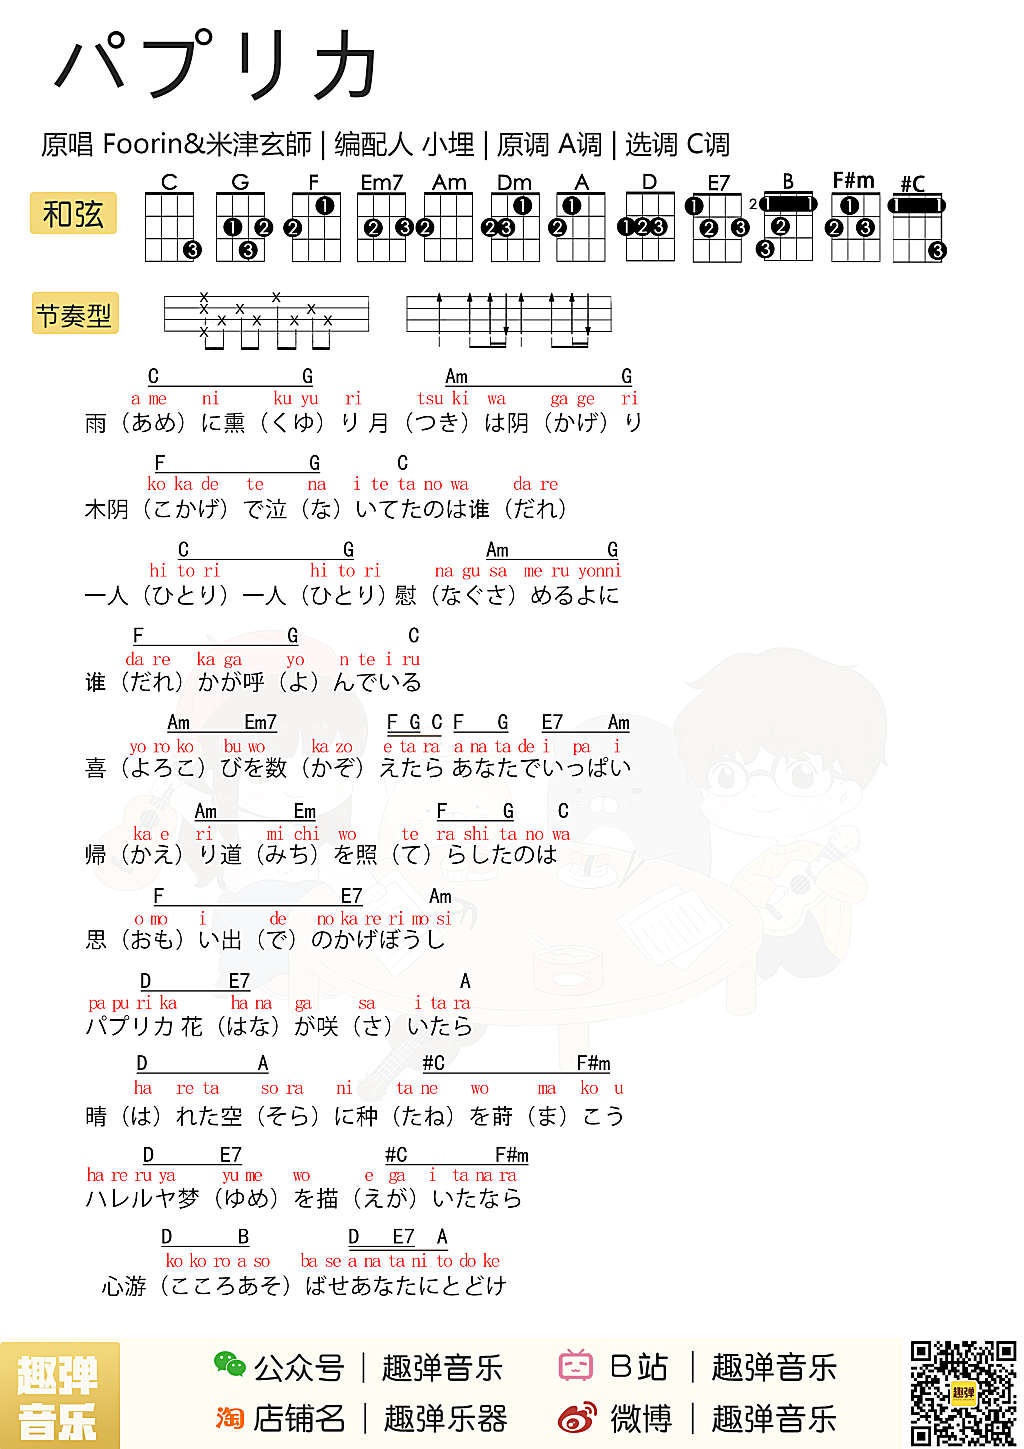 パプリカ
原唱 Foorin&米津玄師 | 编配人 小埋 | 原调 A调 | 选调 C调
和弦
C G F Em7 Am Dm A D E7 B F#m #C
节奏型
C G Am G
a me ni ku yu ri tsu ki wa ga ge ri
雨（あめ）に熏（くゆ）り 月（つき）は阴（かげ）り
F G C
ko ka de te na i te ta no wa da re
木阴（こかげ）で泣（な）いてたのは谁（だれ）
C G Am G
hi to ri hi to ri na gu sa me ru yonni
一人（ひとり）一人（ひとり）慰（なぐさ）めるよに
F G C
da re ka ga yo n te i ru
谁（だれ）かが呼（よ）んでいる
Am Em7 F G C F G E7 Am
yo ro ko bu wo ka zo e ta ra a na ta de i pa i
喜（よろこ）びを数（かぞ）えたら あなたでいっぱい
Am Em F G C
ka e ri mi chi wo te ra shi ta no wa
帰（かえ）り道（みち）を照（て）らしたのは
F E7 Am
o mo i de no ka re ri mo si
思（おも）い出（で）のかげぼうし
D E7 A
pa pu ri ka ha na ga sa i ta ra
パプリカ 花（はな）が咲（さ）いたら
D A #C F#m
ha re ta so ra ni ta ne wo ma ko u
晴（は）れた空（そら）に种（たね）を莳（ま）こう
D E7 #C F#m
ha re ru ya yu me wo e ga i ta na ra
ハレルヤ梦（ゆめ）を描（えが）いたなら
D B D E7 A
ko ko ro a so ba se a na ta ni to do ke
心游（こころあそ）ばせあなたにとどけ
趣弹音乐
公众号 | 趣弹音乐
B站 | 趣弹音乐
淘 店铺名 | 趣弹乐器
微博 | 趣弹音乐
趣弹